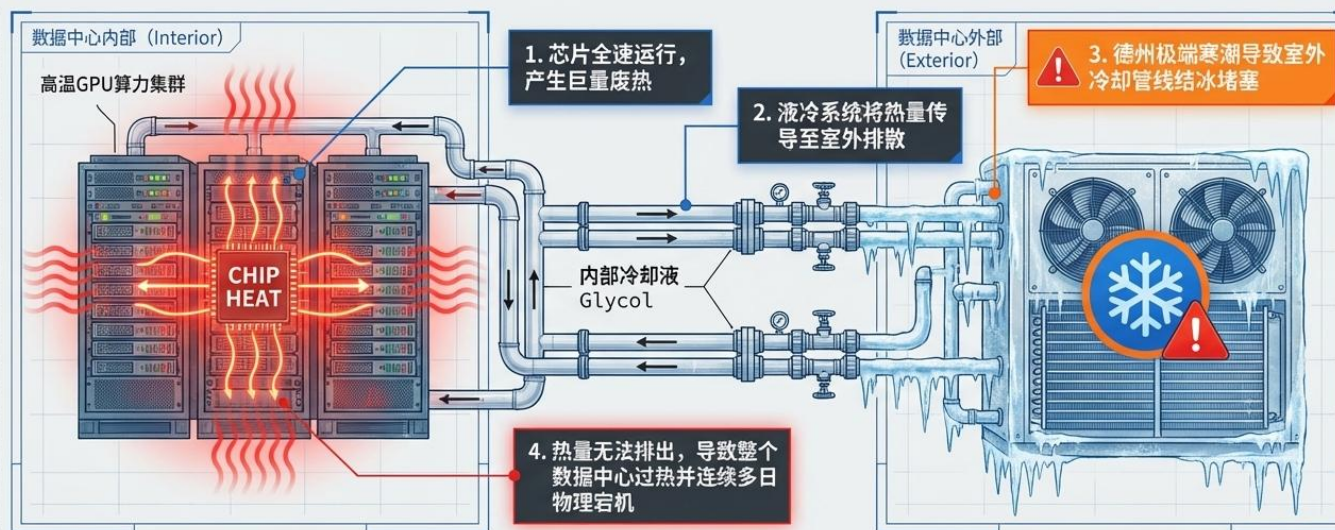 数据中心内部（Interior）
高温GPU算力集群
1. 芯片全速运行，
产生巨量废热
2. 液冷系统将热量传
导至室外排散
数据中心外部
（Exterior）
3. 德州极端寒潮导致室外
冷却管线结冰堵塞
CHIP
HEAT
内部冷却液
Glycol
4. 热量无法排出，导致整个
数据中心过热并连续多日
物理宕机